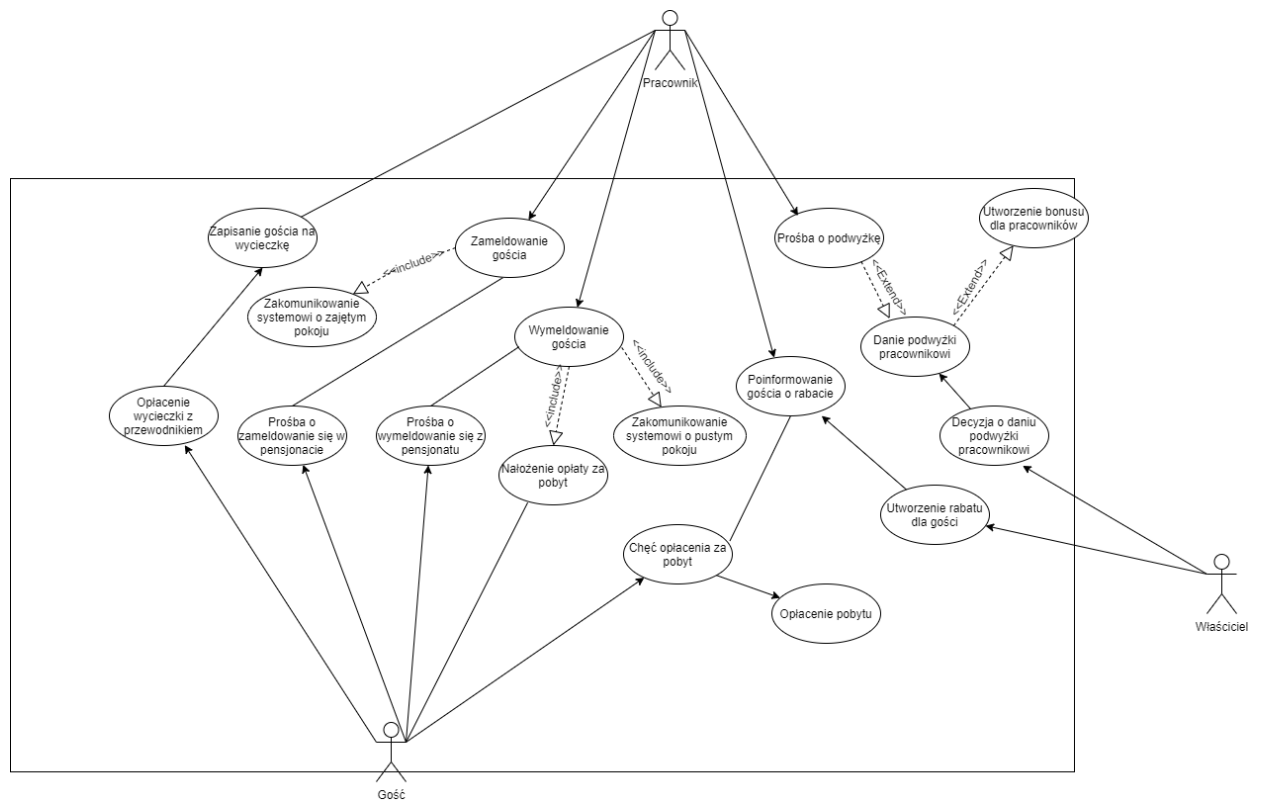 Pracownik
Zapisanie gościa na
wycieczkę
Zameldowanie
gościa
<<include>>
Zakomunikowanie
systemowi o zajętym
pokoju
Prośba o podwyżkę
Utworzenie bonusu
dla pracowników
<<Extend>>
<<Extend>>
Danie podwyżki
pracownikowi
Wymeldowanie
gościa
<<include>>
<<include>>
Poinformowanie
gościa o rabacie
Opłacenie
wycieczki z
przewodnikiem
Prośba o
zameldowanie się w
pensjonacie
Prośba o
wymeldowanie się z
pensjonatu
Zakomunikowanie
systemowi o pustym
pokoju
Decyzja o daniu
podwyżki
pracownikowi
Nałożenie opłaty za
pobyt
Utworzenie rabatu
dla gości
Chęć opłacenia za
pobyt
Opłacenie pobytu
Właściciel
Gość